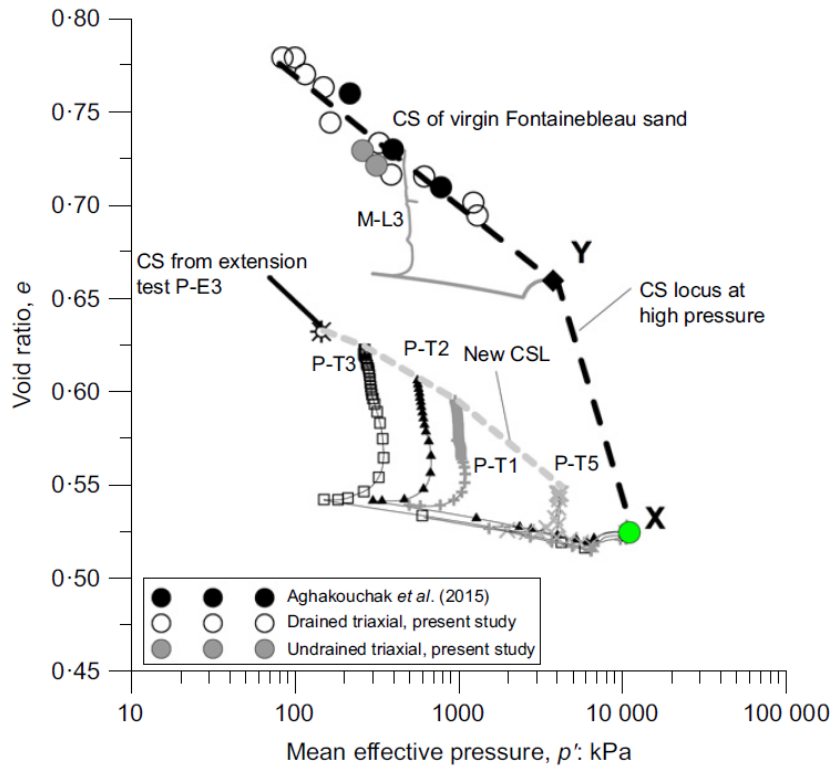 0·80
0·75
0·70
0·65
0·60
0·55
0·50
0·45
Void ratio, e
CS of virgin Fontainebleau sand
M-L3
Y
CS from extension
test P-E3
CS locus at
high pressure
P-T3
P-T2
New CSL
P-T1
P-T5
X
Aghakouchak et al. (2015)
Drained triaxial, present study
Undrained triaxial, present study
10
100
1000
10 000
100 000
Mean effective pressure, p′: kPa